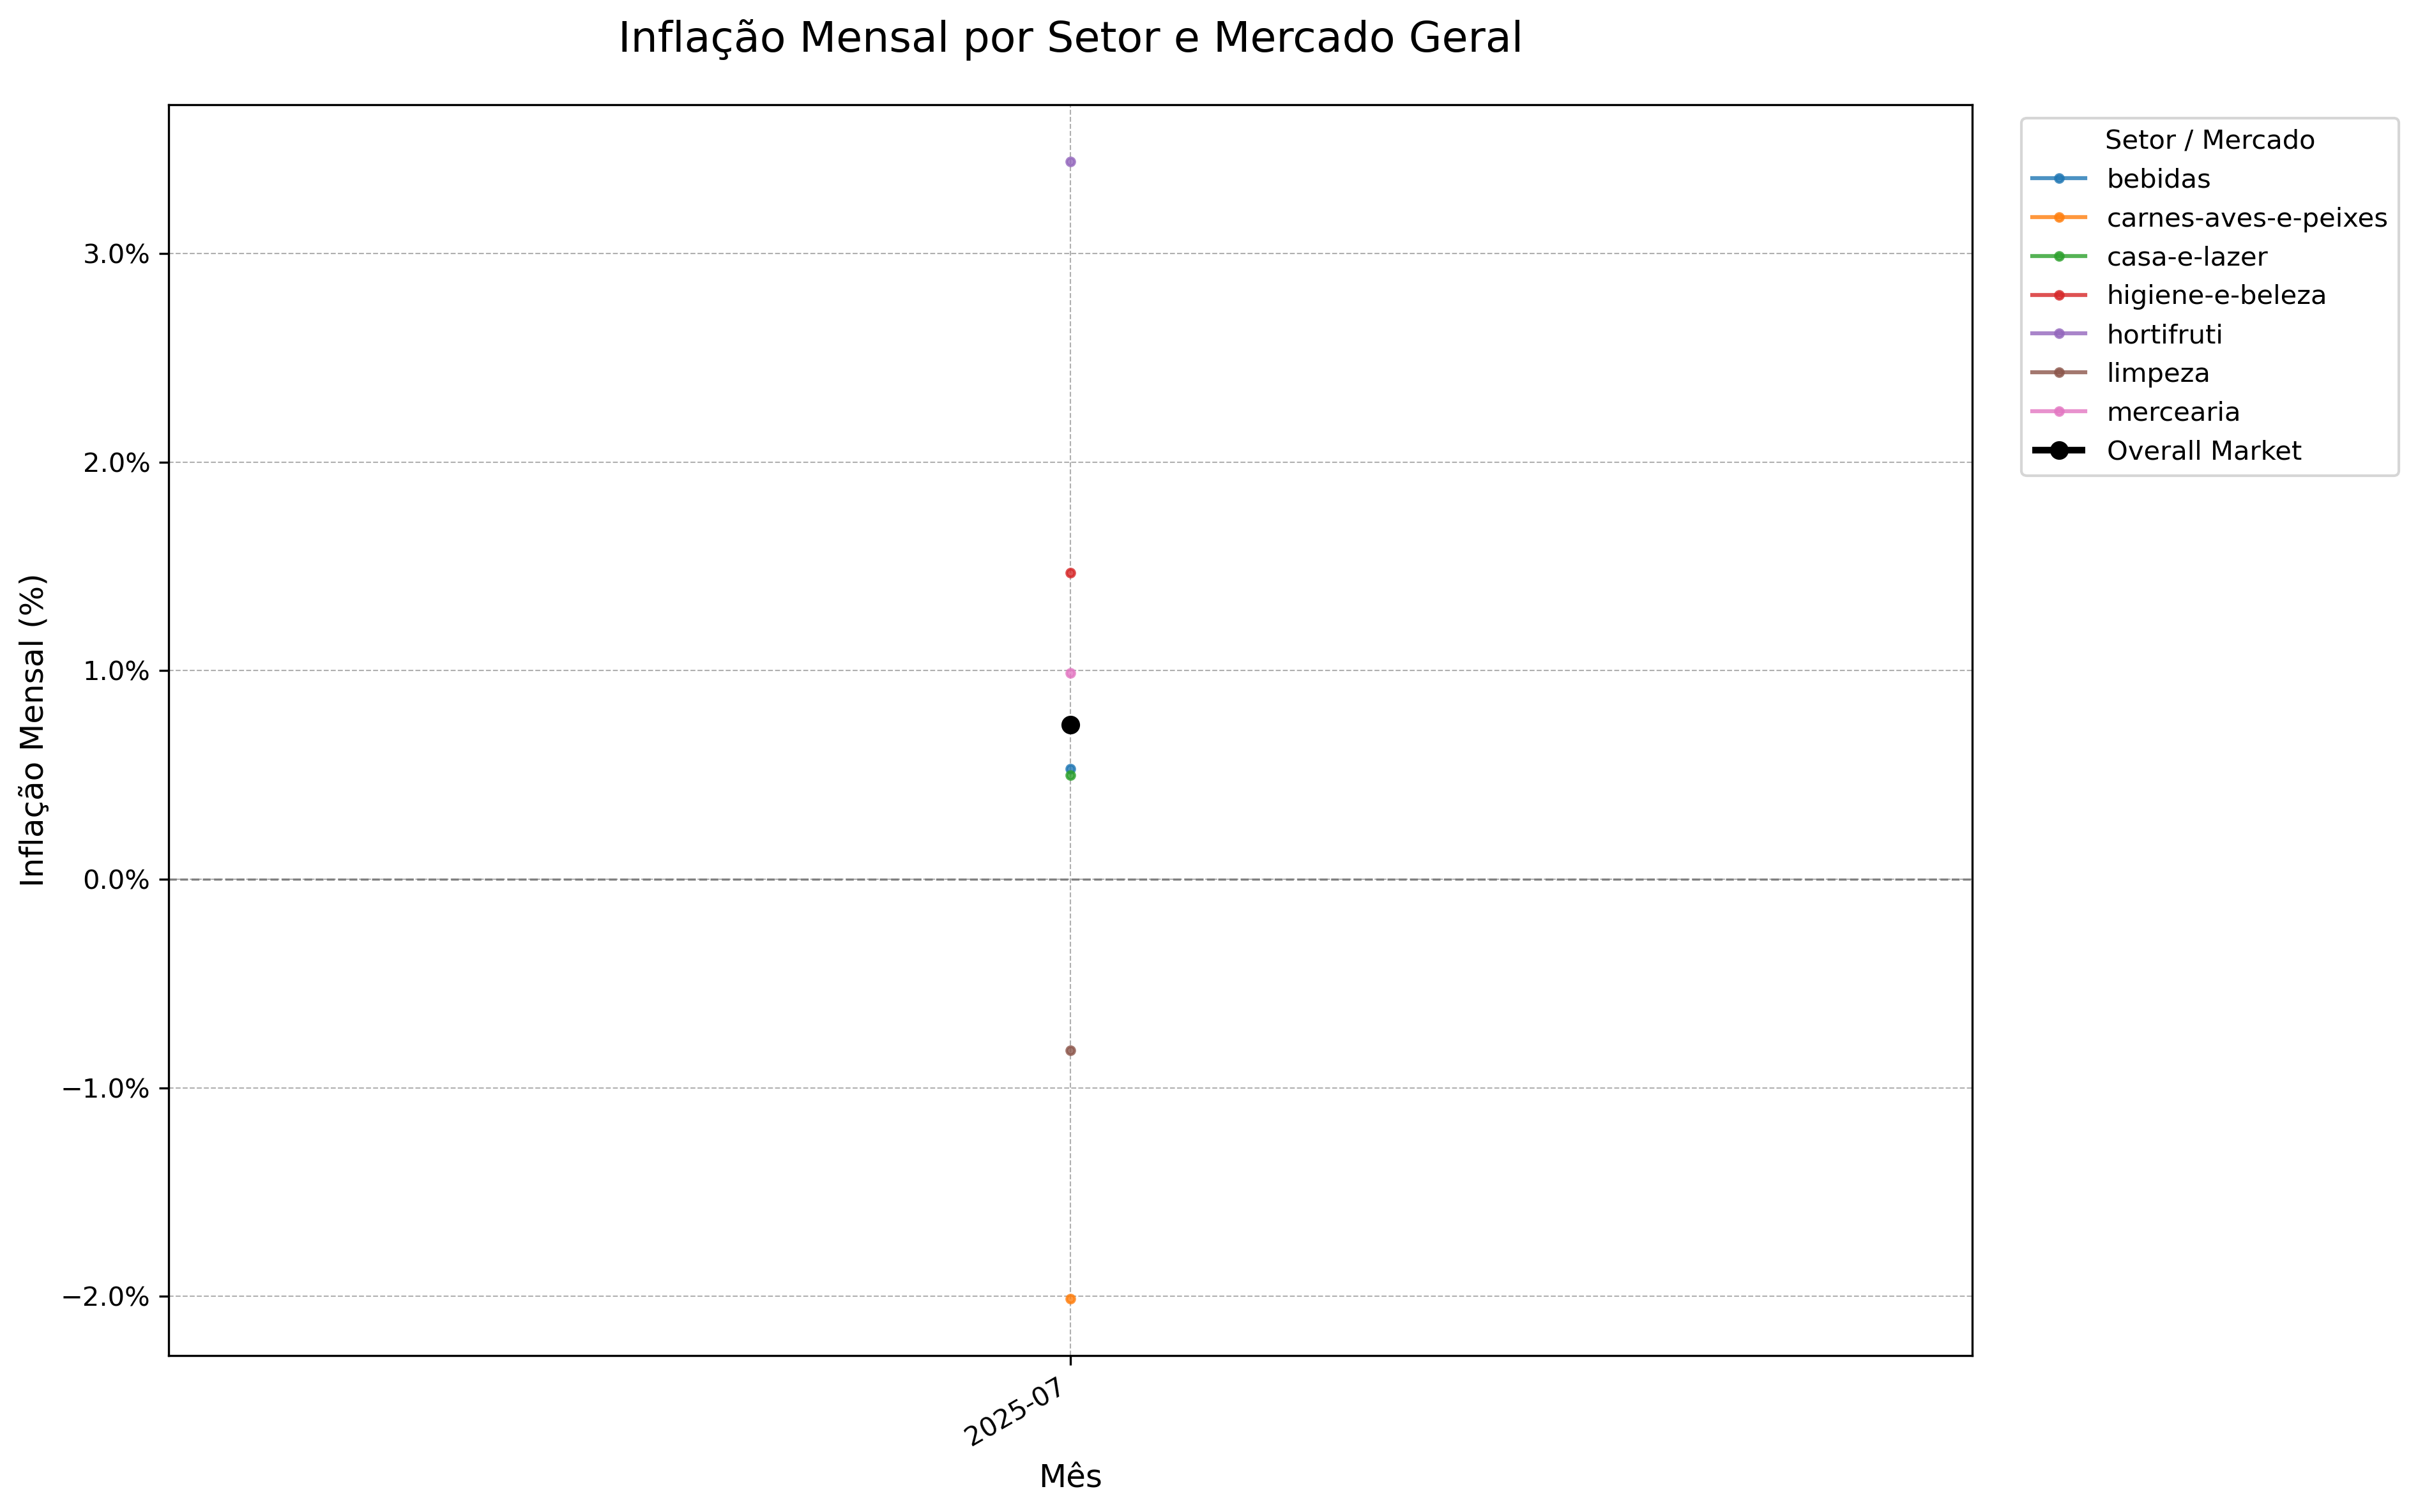 Inflação Mensal por Setor e Mercado Geral
Setor / Mercado
bebidas
carnes-aves-e-peixes
casa-e-lazer
higiene-e-beleza
hortifruti
limpeza
mercearia
Overall Market
Inflação Mensal (%)
3.0%
2.0%
1.0%
0.0%
−1.0%
−2.0%
2025-07
Mês